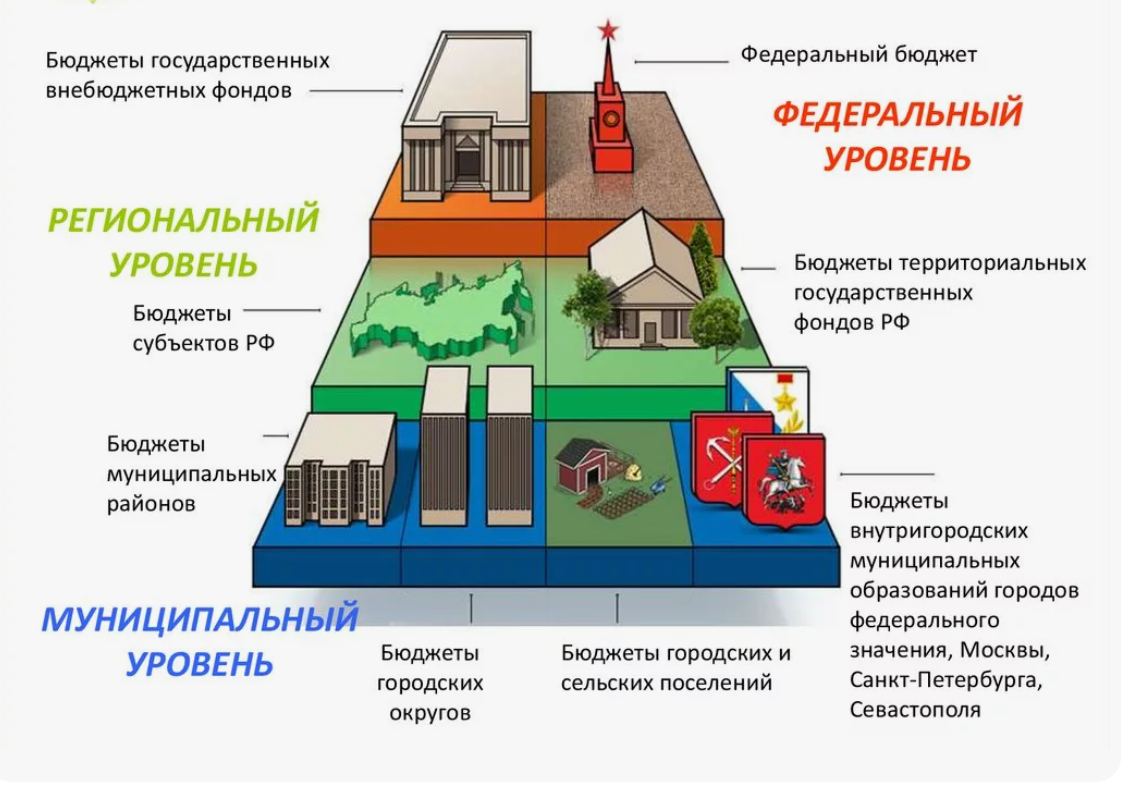 Бюджеты государственных
внебюджетных фондов
Федеральный бюджет
ФЕДЕРАЛЬНЫЙ
УРОВЕНЬ
РЕГИОНАЛЬНЫЙ
УРОВЕНЬ
Бюджеты территориальных
государственных
фондов РФ
Бюджеты
субъектов РФ
Бюджеты
муниципальных
районов
Бюджеты
внутригородских
муниципальных
образований городов
федерального
значения, Москвы,
Санкт-Петербурга,
Севастополя
МУНИЦИПАЛЬНЫЙ
УРОВЕНЬ
Бюджеты
городских
округов
Бюджеты городских и
сельских поселений